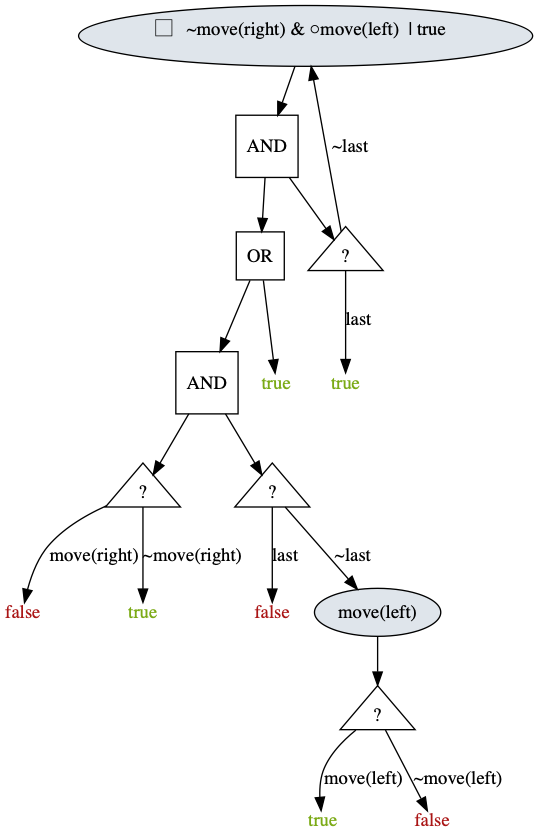 □ ~move(right) & ○move(left) | true
AND
~last
OR
?
last
AND
true
true
?
?
move(right)
~move(right)
last
~last
false
true
false
move(left)
?
move(left)
~move(left)
true
false